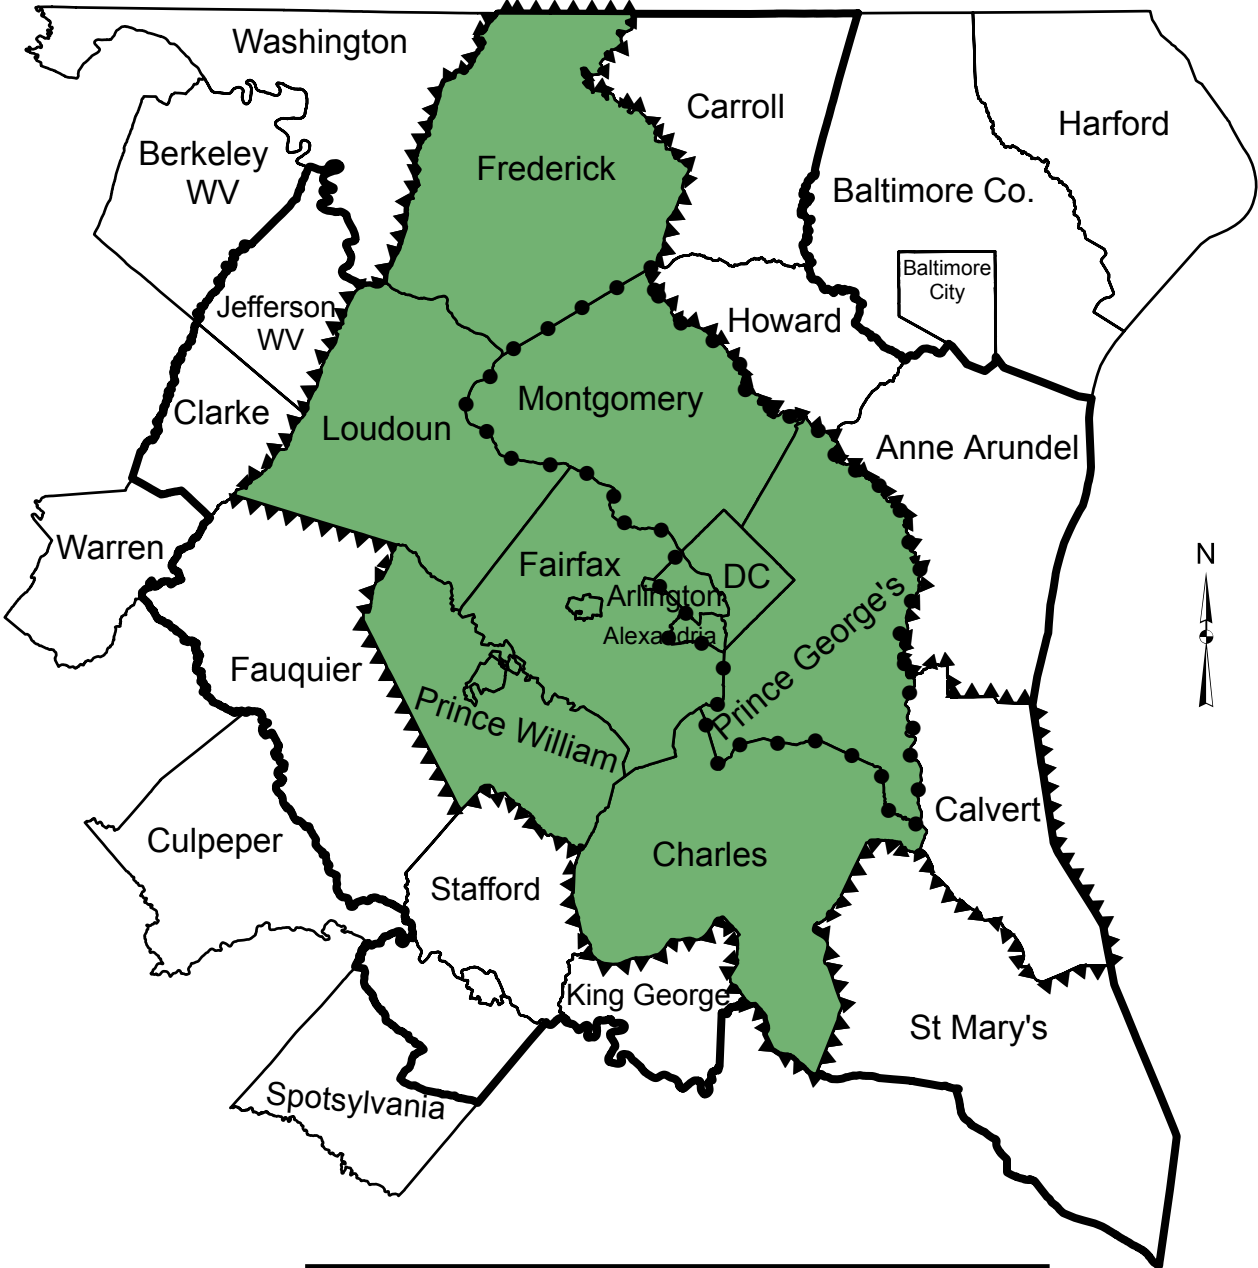 Washington
Carroll
Harford
Berkeley
WV
Frederick
Baltimore Co.
Baltimore
City
Jefferson
WV
Howard
Clarke
Loudoun
Montgomery
Anne Arundel
Warren
Fairfax
DC
N
Arlington
Alexandria
Prince George's
Fauquier
Prince William
Culpeper
Calvert
Charles
Stafford
King George
St Mary's
Spotsylvania